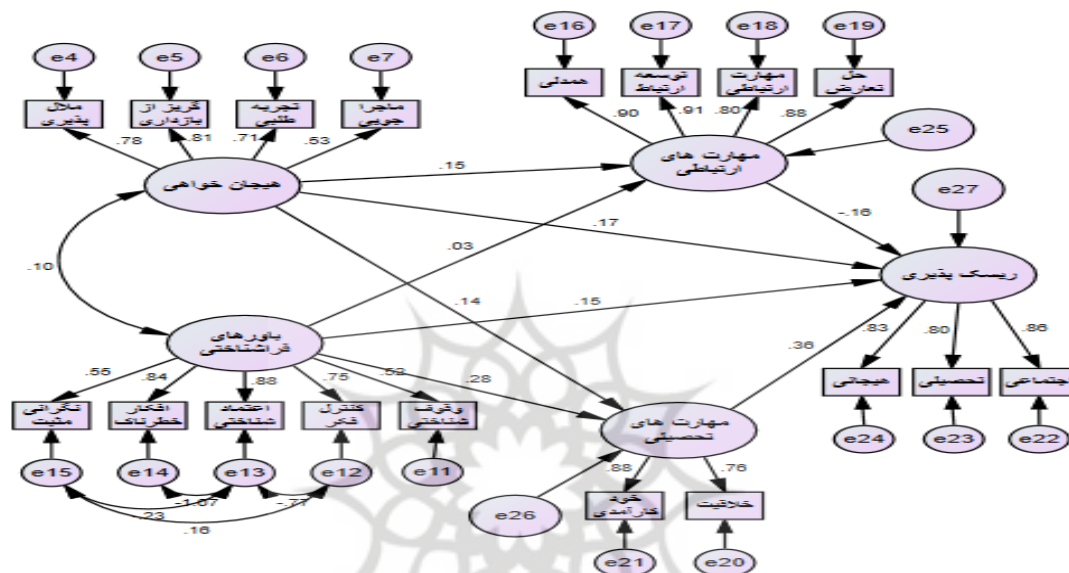 e4
e5
e6
e7
ملال
پذیری
گریز از
بازداری
تجربه
طلبی
ماجرا
جویی
.78
.81
.71
.53
هیجان خواهی
e16
e17
e18
e19
همدلی
توسعه
ارتباط
مهارت
ارتباطی
حل
تعارض
.90
.91
.80
.88
مهارت های
ارتباطی
e25
.15
.17
-.16
e27
.03
.10
.14
.15
ریسک پذیری
.83
.80
.86
هیجانی
تحصیلی
اجتماعی
e24
e23
e22
باورهای
فراشناختی
.55
.84
.88
.75
.52
.28
.36
نگرانی
مثبت
افکار
خطرناک
اعتماد
شناختی
کنترل
فکر
وقوف
شناختی
e15
e14
e13
e12
e11
-1.07
-.77
.23
.16
مهارت های
تحصیلی
.88
.76
خود
کارآمدی
خلاقیت
e26
e21
e20